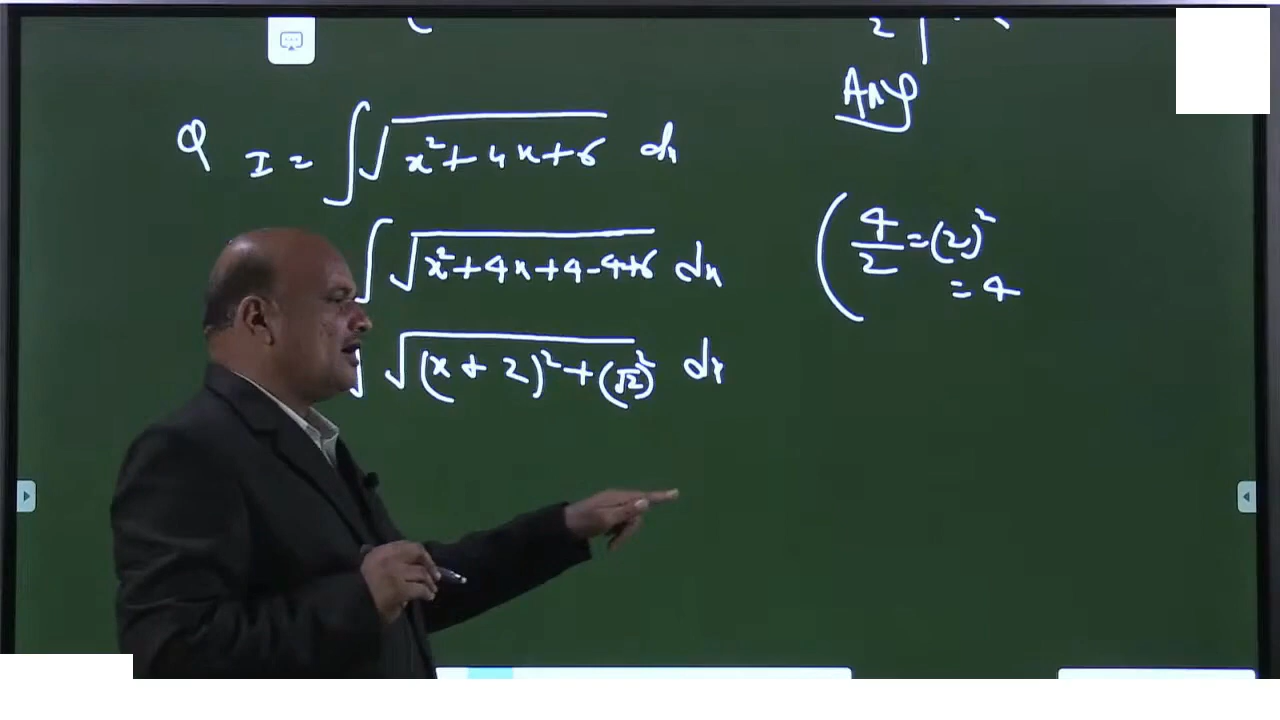 2
Ans
Q I = ∫√(x²+4x+6) dx
∫√(x²+4x+4-4+6) dx
∫√((x+2)²+(√2)²) dx
(4/2=(2)²
=4